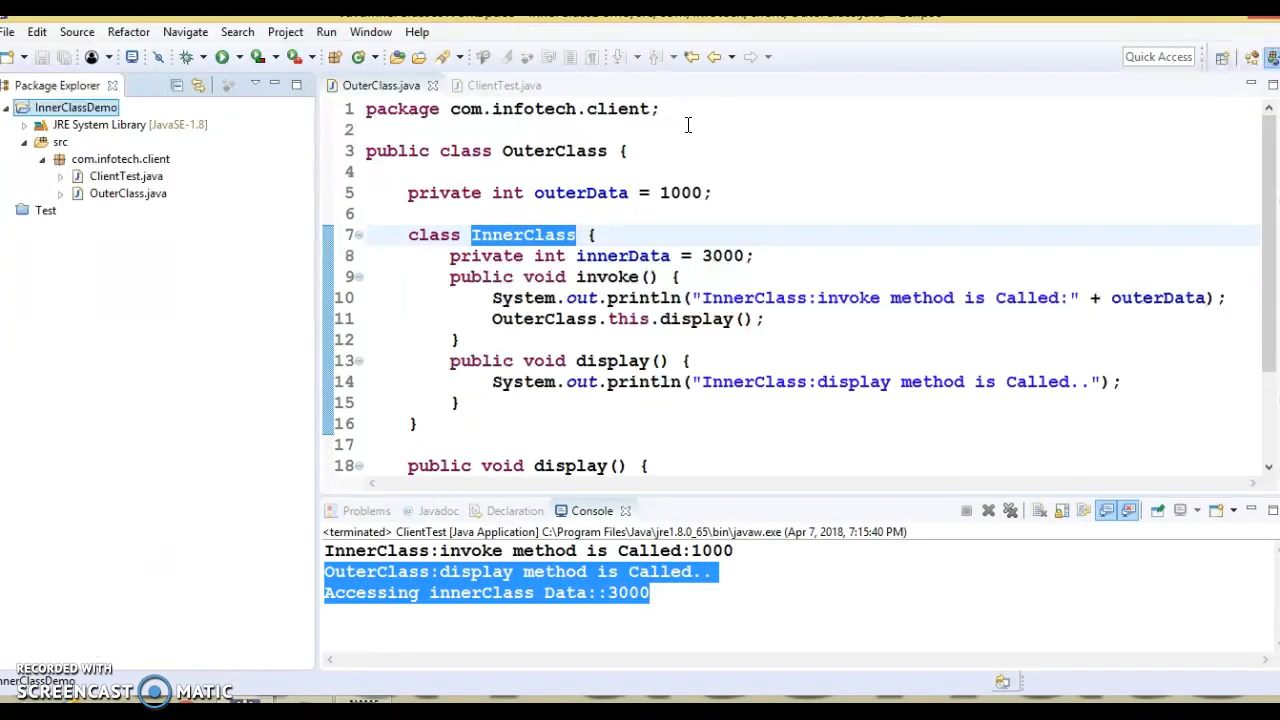 File Edit Source Refactor Navigate Search Project Run Window Help
Quick Access
Package Explorer
OuterClass.java
ClientTest.java
InnerClassDemo
JRE System Library [JavaSE-1.8]
src
com.infotech.client
ClientTest.java
OuterClass.java
Test
1 package com.infotech.client;
2
3 public class OuterClass {
4
5 private int outerData = 1000;
6
7 class InnerClass {
8 private int innerData = 3000;
9 public void invoke() {
10 System.out.println("InnerClass:invoke method is Called:" + outerData);
11 OuterClass.this.display();
12 }
13 public void display() {
14 System.out.println("InnerClass:display method is Called..");
15 }
16 }
17
18 public void display() {
Problems Javadoc Declaration Console
<terminated> ClientTest [Java Application] C:\Program Files\Java\jre1.8.0_65\bin\javaw.exe (Apr 7, 2018, 7:15:40 PM)
InnerClass:invoke method is Called:1000
OuterClass:display method is Called..
Accessing innerClass Data::3000
RECORDED WITH
nnerClassDemo
SCREENCAST MATIC